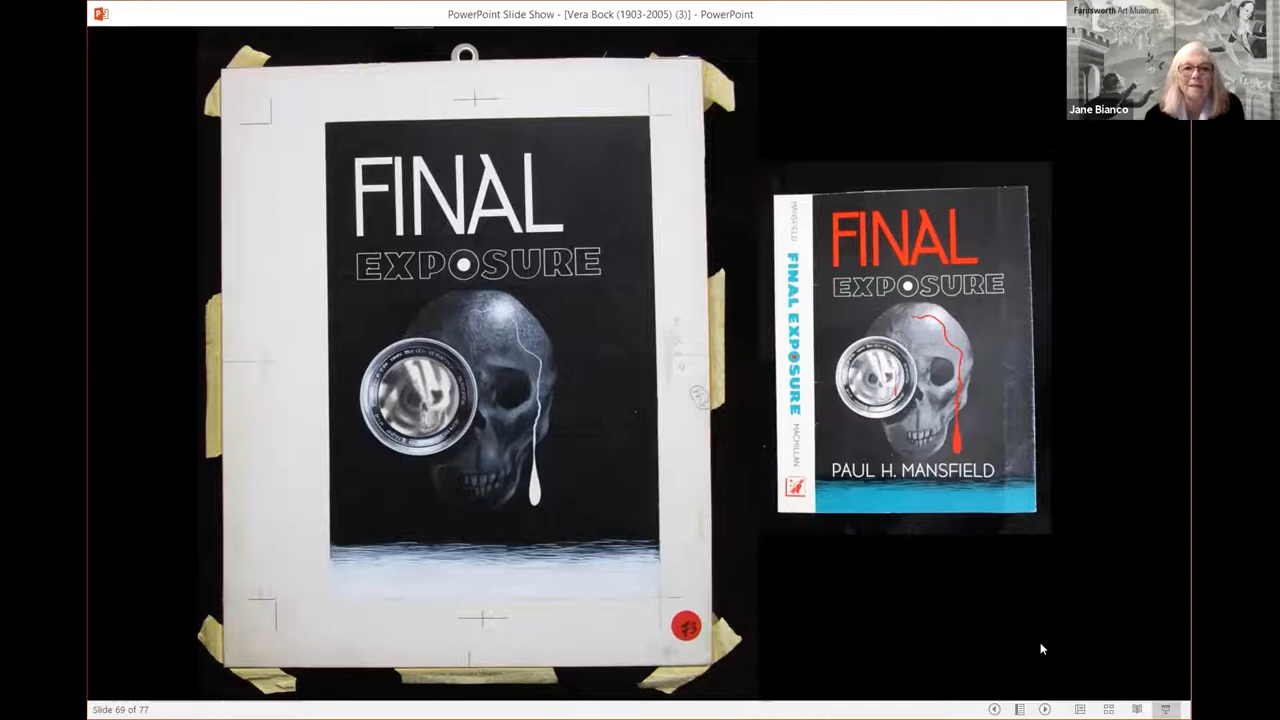 PowerPoint Slide Show - [Vera Bock (1903-2005) (3)] - PowerPoint
Farnsworth Art Museum
Jane Bianco
FINAL
EXPOSURE
MANSFIELD
FINAL EXPOSURE
MACMILLAN
FINAL
EXPOSURE
PAUL H. MANSFIELD
Slide 69 of 77